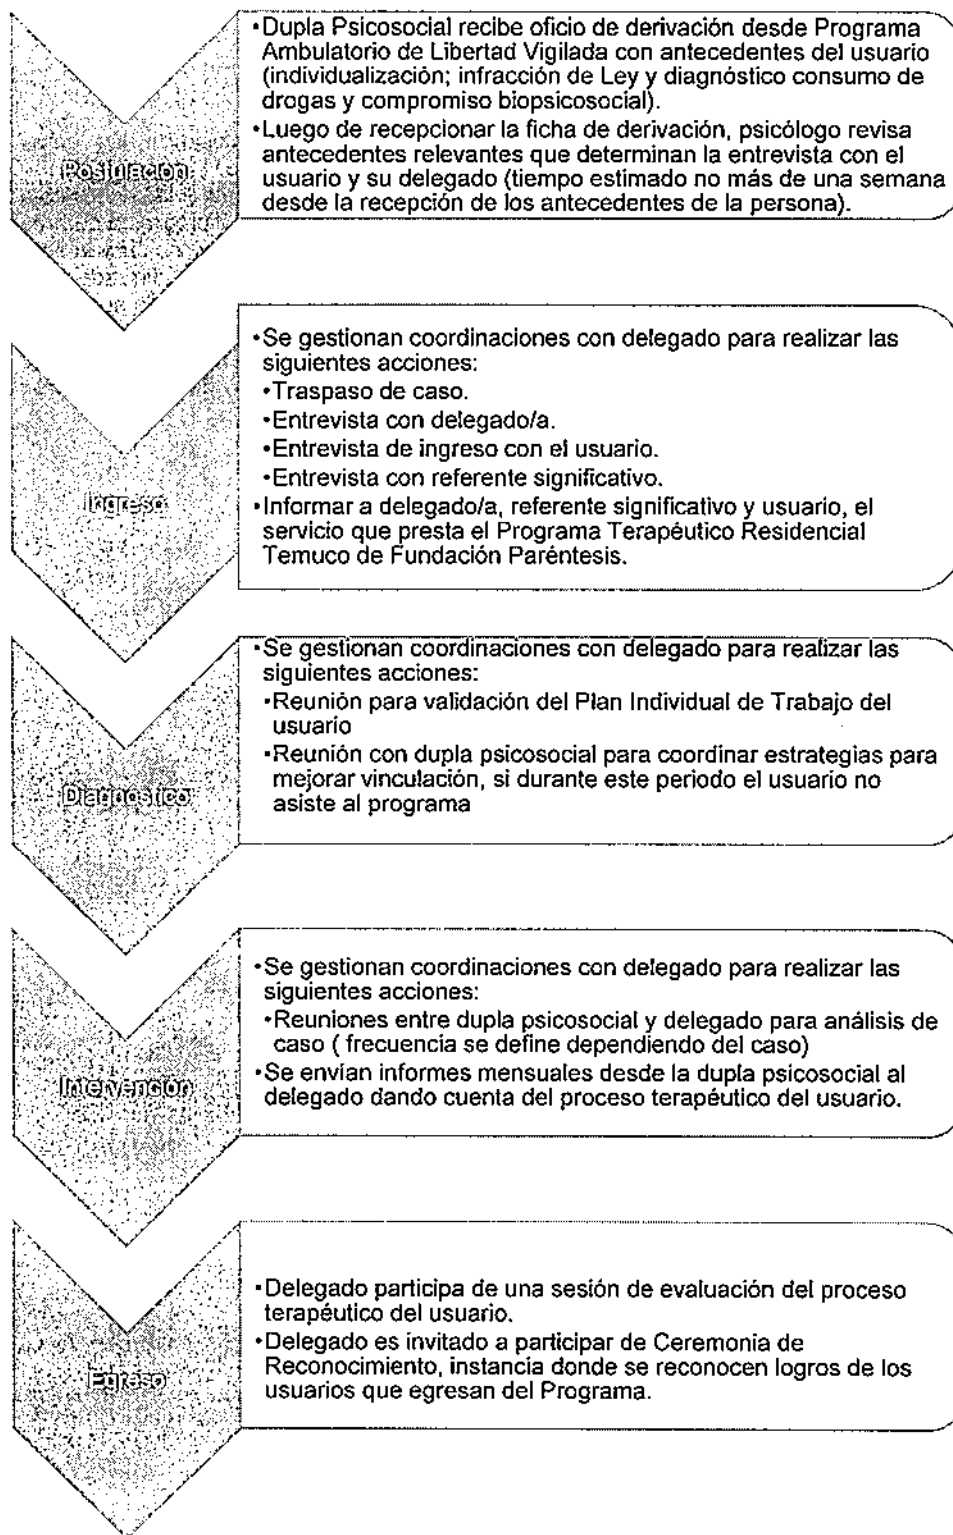 •Dupla Psicosocial recibe oficio de derivación desde Programa
Ambulatorio de Libertad Vigilada con antecedentes del usuario
(individualización; infracción de Ley y diagnóstico consumo de
drogas y compromiso biopsicosocial).
•Luego de recepcionar la ficha de derivación, psicólogo revisa
antecedentes relevantes que determinan la entrevista con el
usuario y su delegado (tiempo estimado no más de una semana
desde la recepción de los antecedentes de la persona).
Postulación
•Se gestionan coordinaciones con delegado para realizar las
siguientes acciones:
•Traspaso de caso.
•Entrevista con delegado/a.
•Entrevista de ingreso con el usuario.
•Entrevista con referente significativo.
•Informar a delegado/a, referente significativo y usuario, el
servicio que presta el Programa Terapéutico Residencial
Temuco de Fundación Paréntesis.
Ingreso
•Se gestionan coordinaciones con delegado para realizar las
siguientes acciones:
•Reunión para validación del Plan Individual de Trabajo del
usuario
•Reunión con dupla psicosocial para coordinar estrategias para
mejorar vinculación, si durante este periodo el usuario no
asiste al programa
Diagnóstico
•Se gestionan coordinaciones con delegado para realizar las
siguientes acciones:
•Reuniones entre dupla psicosocial y delegado para análisis de
caso ( frecuencia se define dependiendo del caso)
•Se envían informes mensuales desde la dupla psicosocial al
delegado dando cuenta del proceso terapéutico del usuario.
Intervención
•Delegado participa de una sesión de evaluación del proceso
terapéutico del usuario.
•Delegado es invitado a participar de Ceremonia de
Reconocimiento, instancia donde se reconocen logros de los
usuarios que egresan del Programa.
Egreso